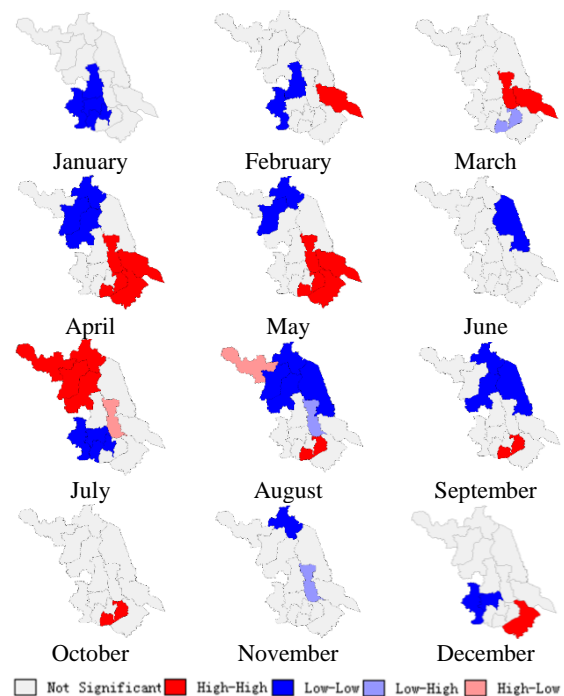 January
February
March
April
May
June
July
August
September
October
November
December
Not Significant
High-High
Low-Low
Low-High
High-Low